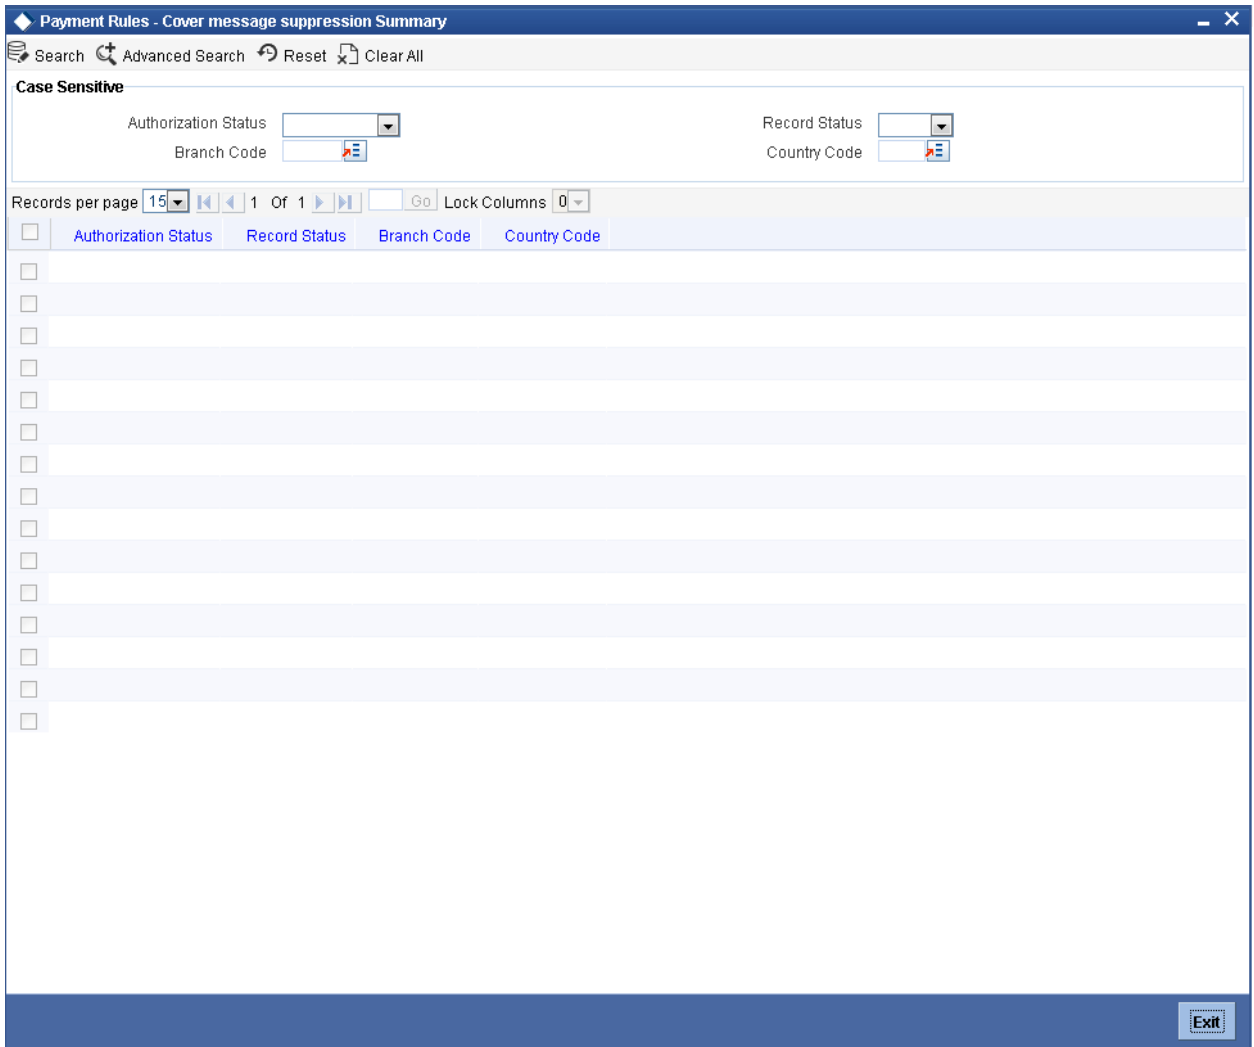 Payment Rules - Cover message suppression Summary
Search Advanced Search Reset Clear All
Case Sensitive
Authorization Status Record Status
Branch Code Country Code
Records per page 15 1 Of 1 Go Lock Columns 0
Authorization Status Record Status Branch Code Country Code
Exit